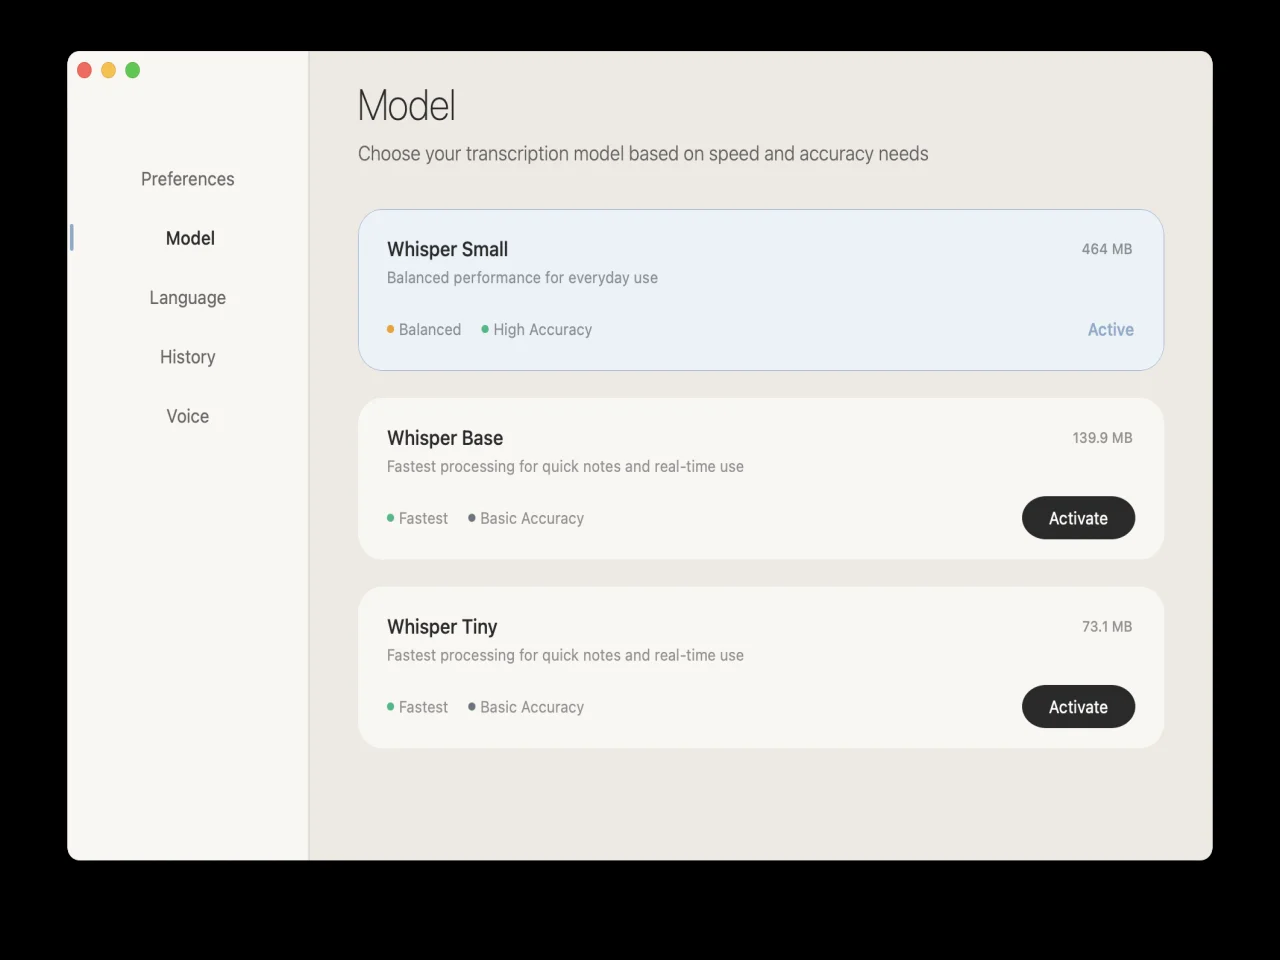 Preferences
Model
Language
History
Voice
Model
Choose your transcription model based on speed and accuracy needs
Whisper Small
464 MB
Balanced performance for everyday use
Balanced
High Accuracy
Active
Whisper Base
139.9 MB
Fastest processing for quick notes and real-time use
Fastest
Basic Accuracy
Activate
Whisper Tiny
73.1 MB
Fastest processing for quick notes and real-time use
Fastest
Basic Accuracy
Activate